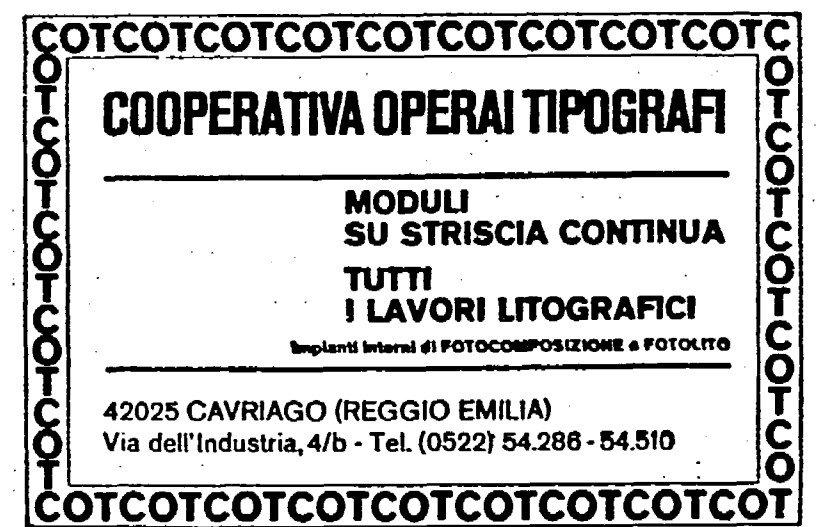 COTCOTCOTCOTCOTCOTCOTCOTCOTC
COOPERATIVA OPERAI TIPOGRAFI
MODULI
SU STRISCIA CONTINUA
TUTTI
I LAVORI LITOGRAFICI
Impianti interni di FOTOCOMPOSIZIONE e FOTOLITO
42025 CAVRIAGO (REGGIO EMILIA)
Via dell'Industria, 4/b - Tel. (0522) 54.286 - 54.510
COTCOTCOTCOTCOTCOTCOTCOTCOT